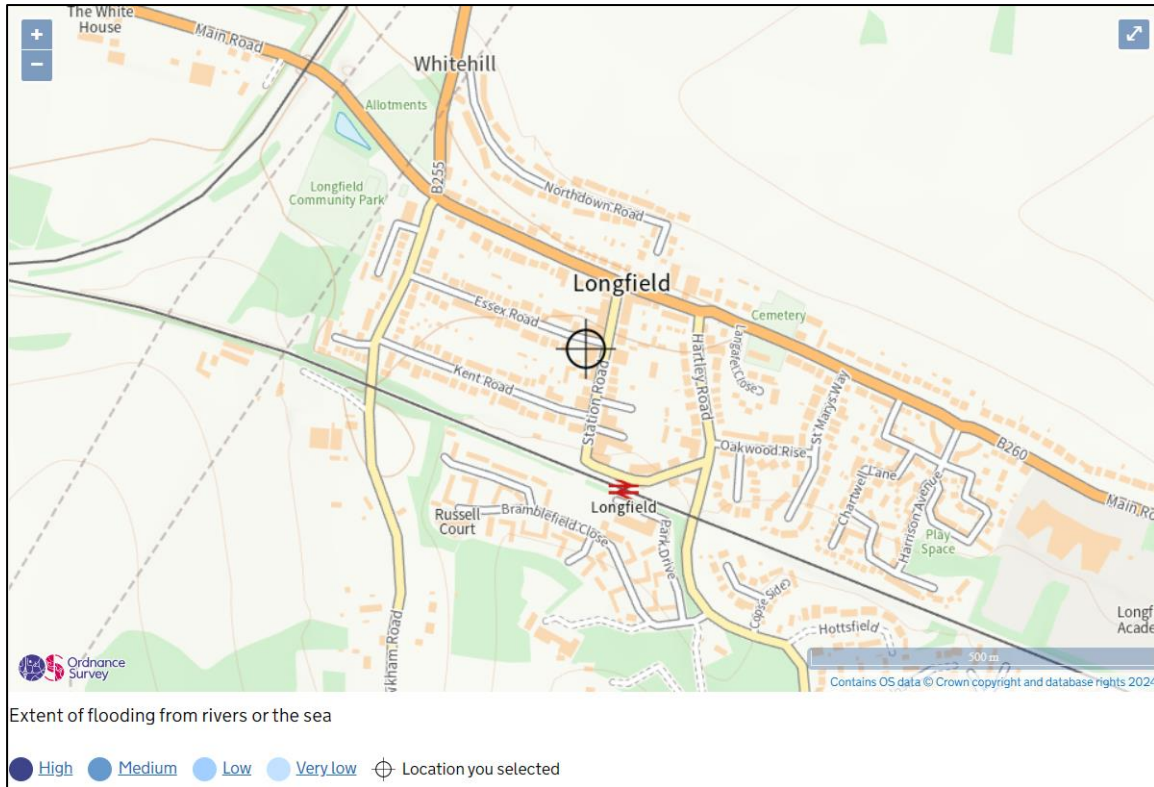 The White
House
Main Road
Whitehill
Allotments
B255
Longfield
Community Park
Northdown Road
Longfield
Essex Road
Cemetery
Langafel Close
Kent Road
Station Road
Hartley Road
St Marys Way
Oakwood Rise
B260
Chartwell Lane
Harrison Avenue
Main Ro
Longfield
Russell
Court
Bramblefield Close
Park Drive
Play
Space
Copse Side
Longf
Acade
Hottsfield
wkham Road
500 m
Ordnance
Survey
Contains OS data © Crown copyright and database rights 2024
Extent of flooding from rivers or the sea
High Medium Low Very low Location you selected